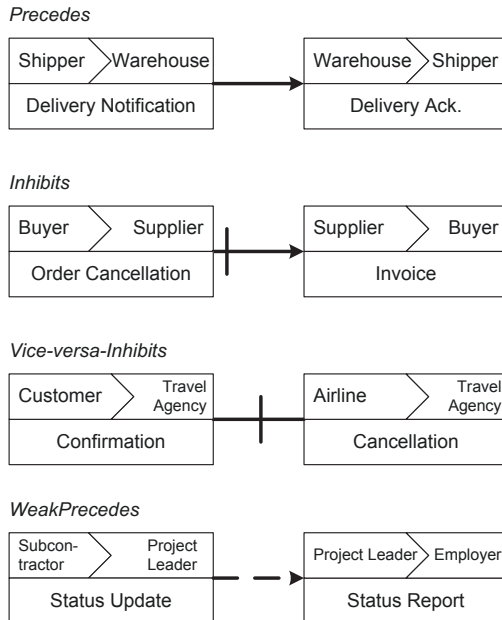 Precedes
Shipper Warehouse Warehouse Shipper
Delivery Notification Delivery Ack.
Inhibits
Buyer Supplier Supplier Buyer
Order Cancellation Invoice
Vice-versa-Inhibits
Customer Travel Agency Airline Travel Agency
Confirmation Cancellation
WeakPrecedes
Subcon-
tractor Project
Leader Project Leader Employer
Status Update Status Report